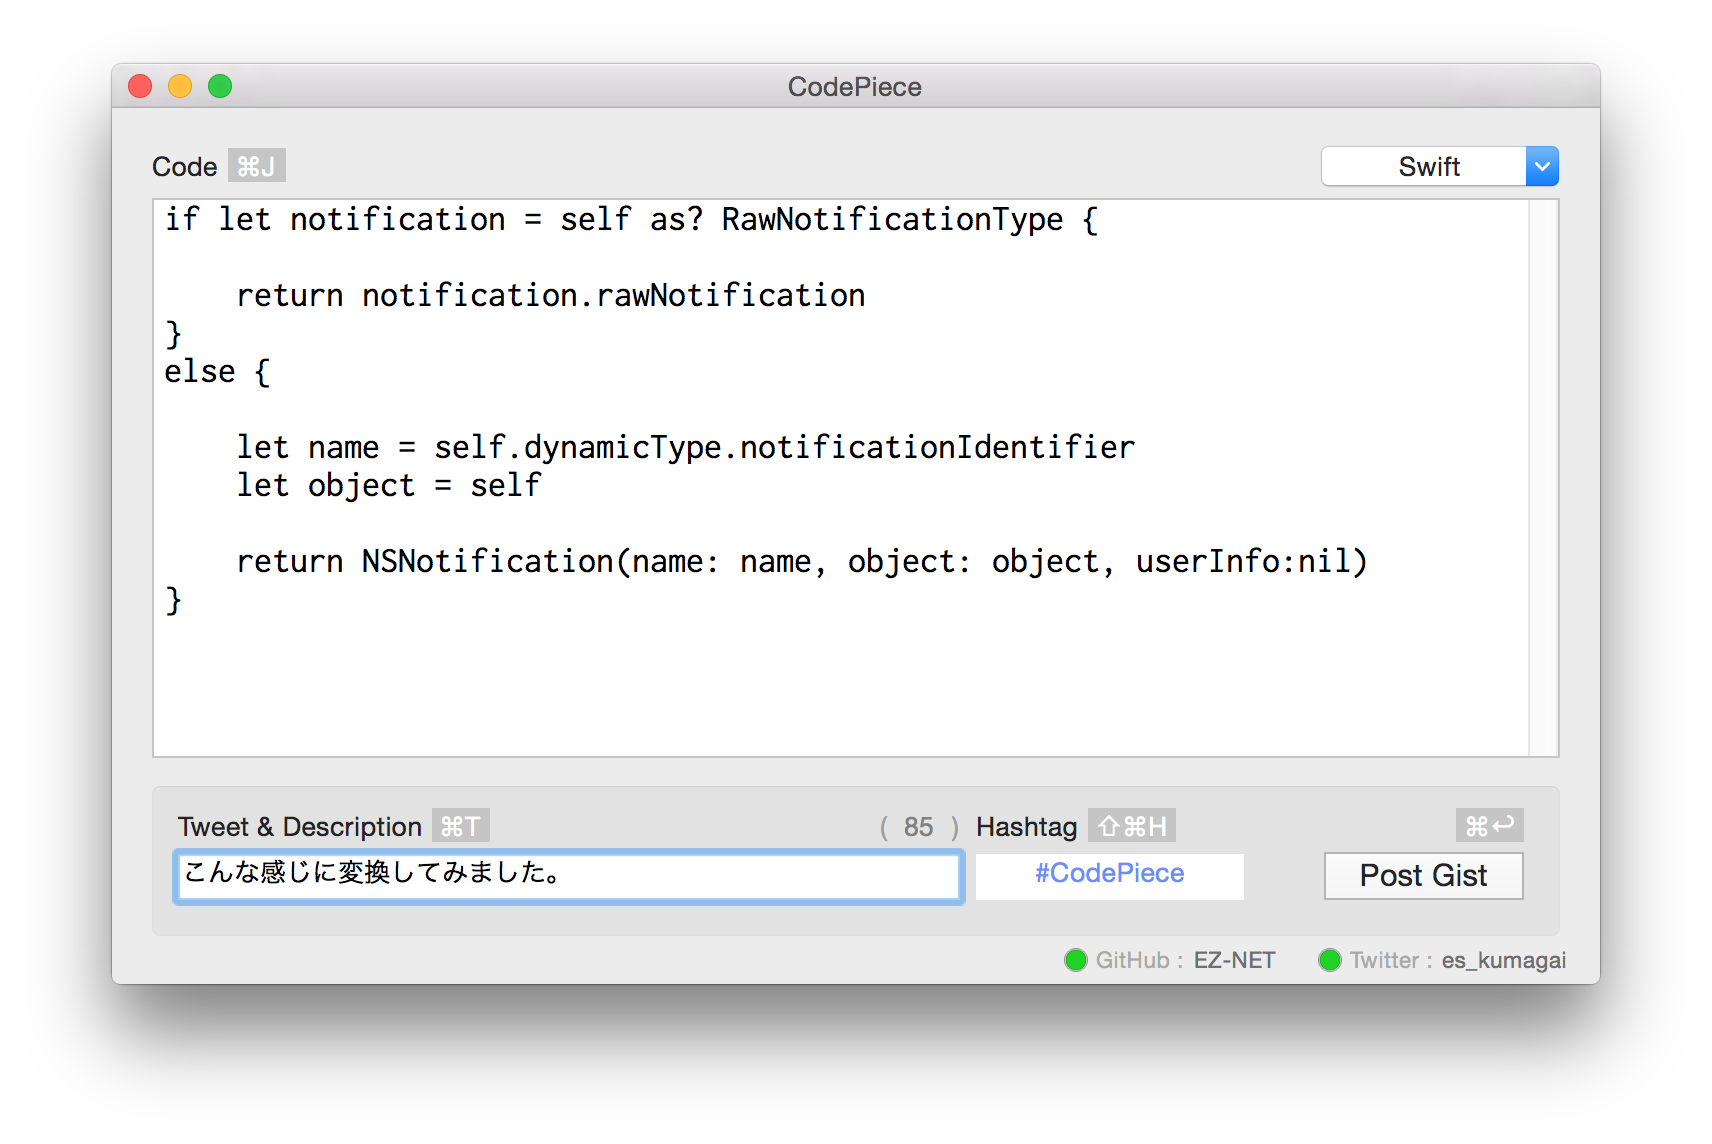 CodePiece
Code ⌘J
Swift
if let notification = self as? RawNotificationType {
    return notification.rawNotification
}
else {
    let name = self.dynamicType.notificationIdentifier
    let object = self
    return NSNotification(name: name, object: object, userInfo:nil)
}
Tweet & Description ⌘T ( 85 ) Hashtag ⇧⌘H ⌘↩
こんな感じに変換してみました。 #CodePiece Post Gist
GitHub : EZ-NET Twitter : es_kumagai